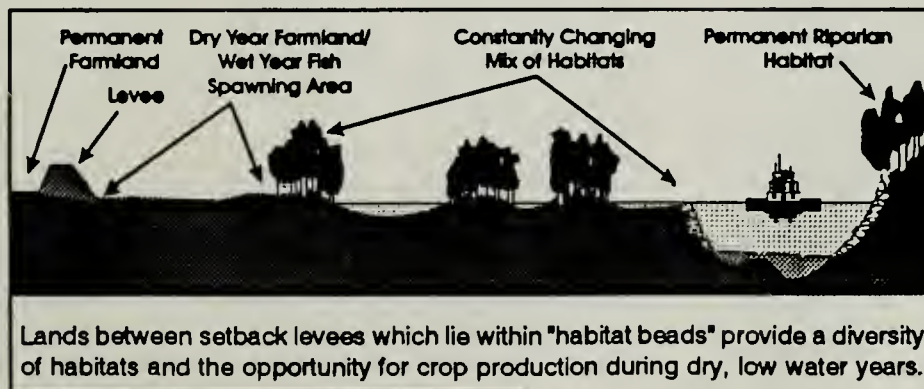 Permanent
Farmland
Levee
Dry Year Farmland/
Wet Year Fish
Spawning Area
Constantly Changing
Mix of Habitats
Permanent Riparian
Habitat
Lands between setback levees which lie within "habitat beads" provide a diversity
of habitats and the opportunity for crop production during dry, low water years.